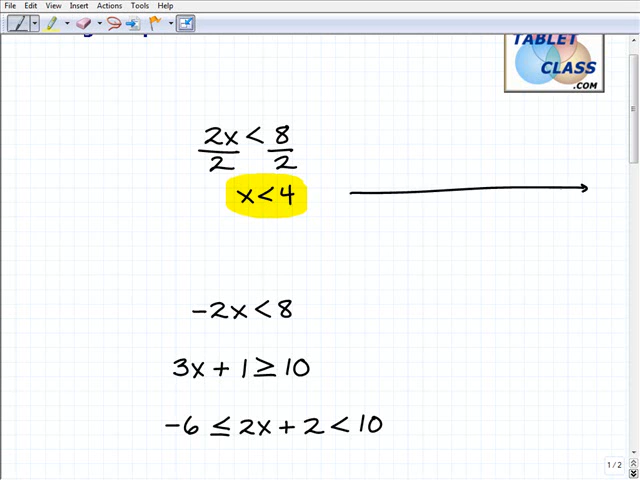 File Edit View Insert Actions Tools Help
TABLET
CLASS
.COM
2x < 8
2 2
x < 4
-2x < 8
3x + 1 ≥ 10
-6 ≤ 2x + 2 < 10
1 / 2